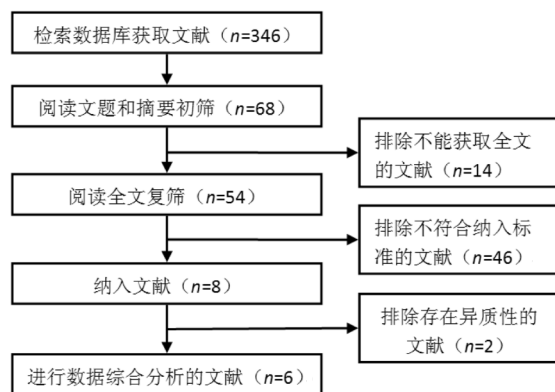 检索数据库获取文献（n=346）
阅读文题和摘要初筛（n=68）
排除不能获取全文
的文献（n=14）
阅读全文复筛（n=54）
排除不符合纳入标
准的文献（n=46）
纳入文献（n=8）
排除存在异质性的
文献（n=2）
进行数据综合分析的文献（n=6）